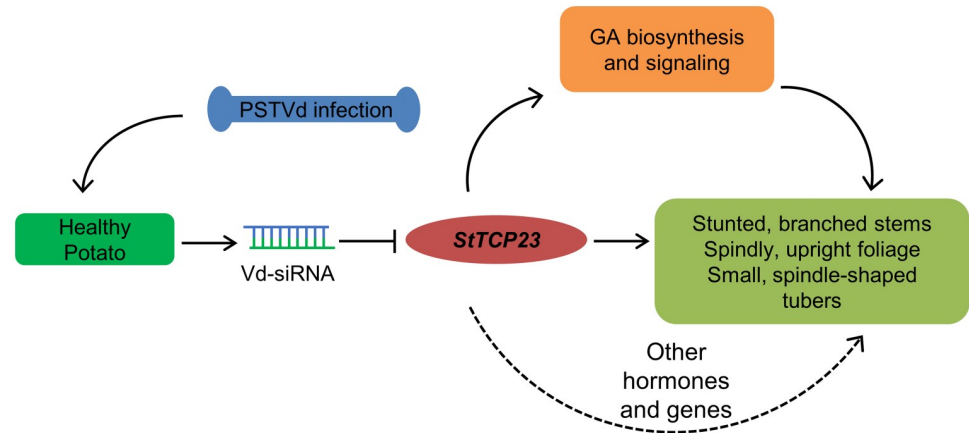 GA biosynthesis
and signaling
PSTVd infection
Healthy
Potato
Vd-siRNA
StTCP23
Stunted, branched stems
Spindly, upright foliage
Small, spindle-shaped
tubers
Other
hormones
and genes